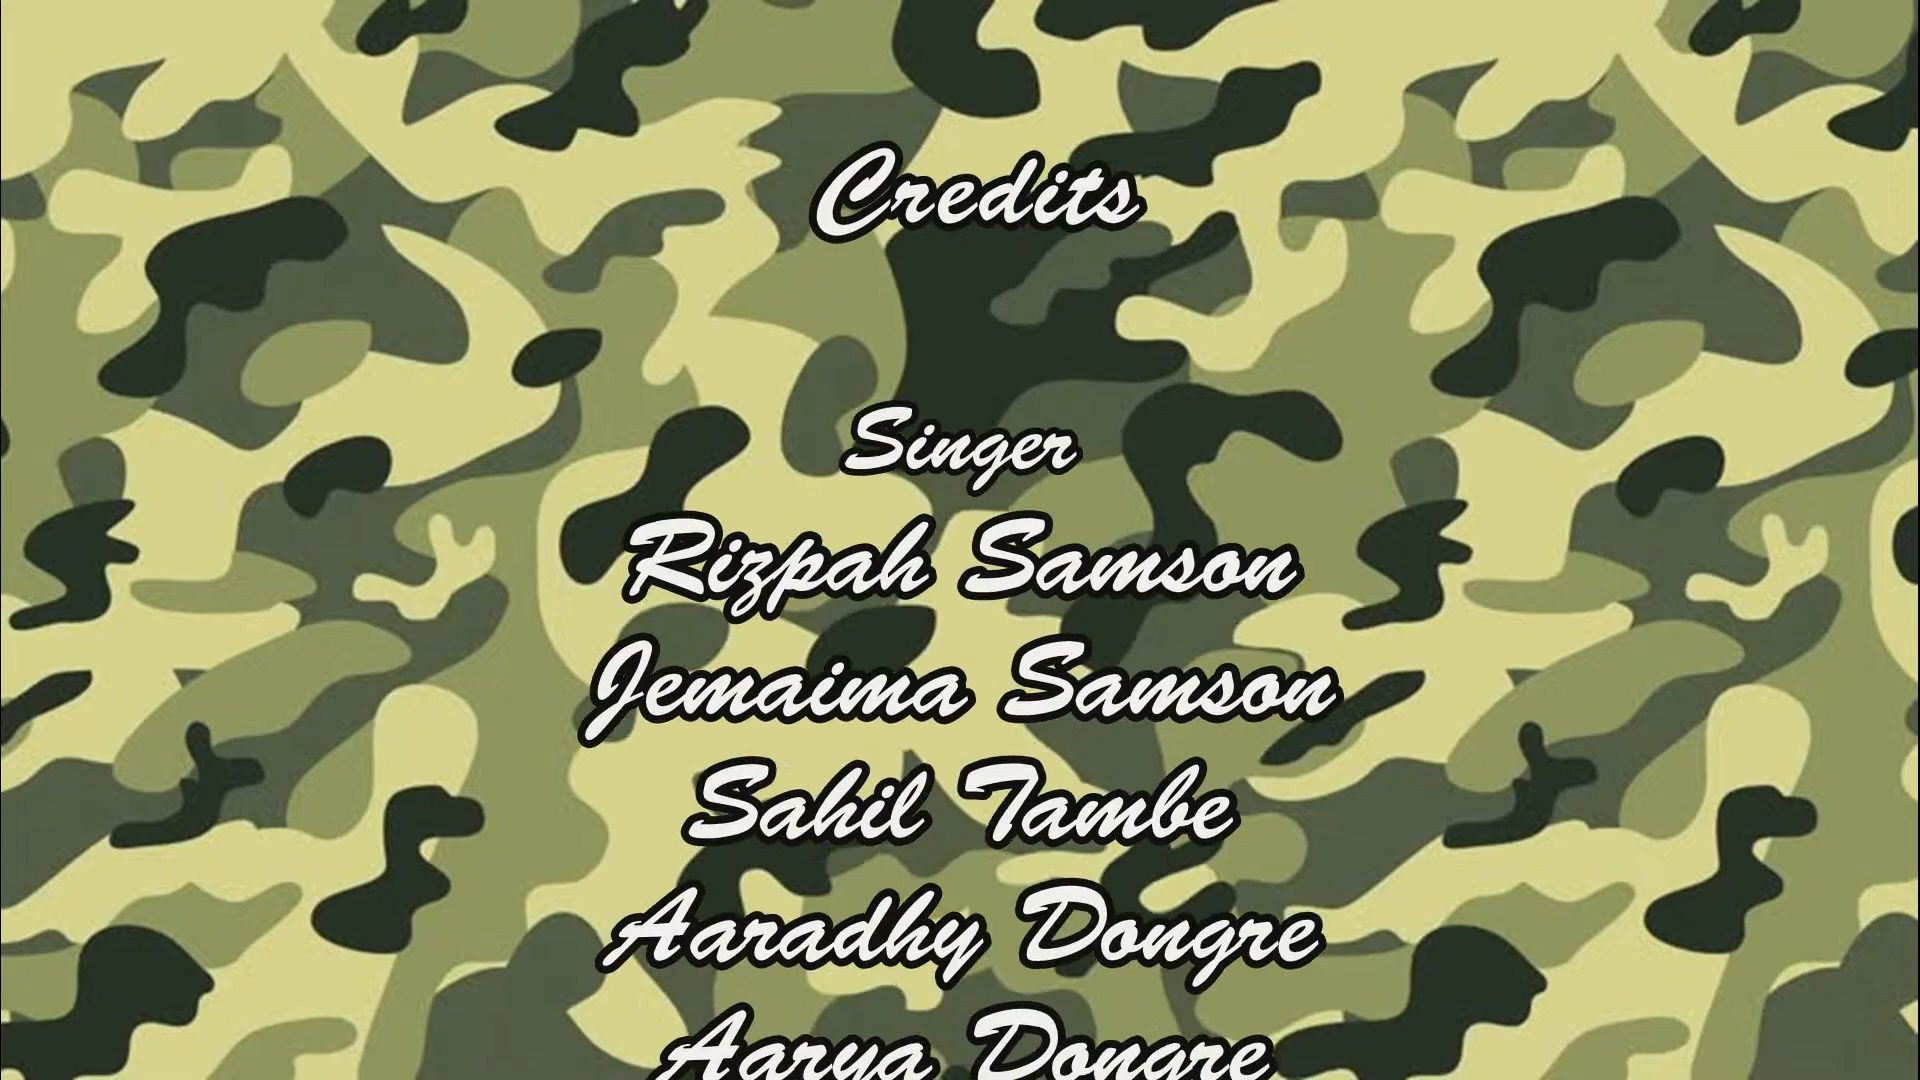 Credits
Singer
Rizpah Samson
Jemaima Samson
Sahil Tambe
Aaradhy Dongre
Aarya Dongre